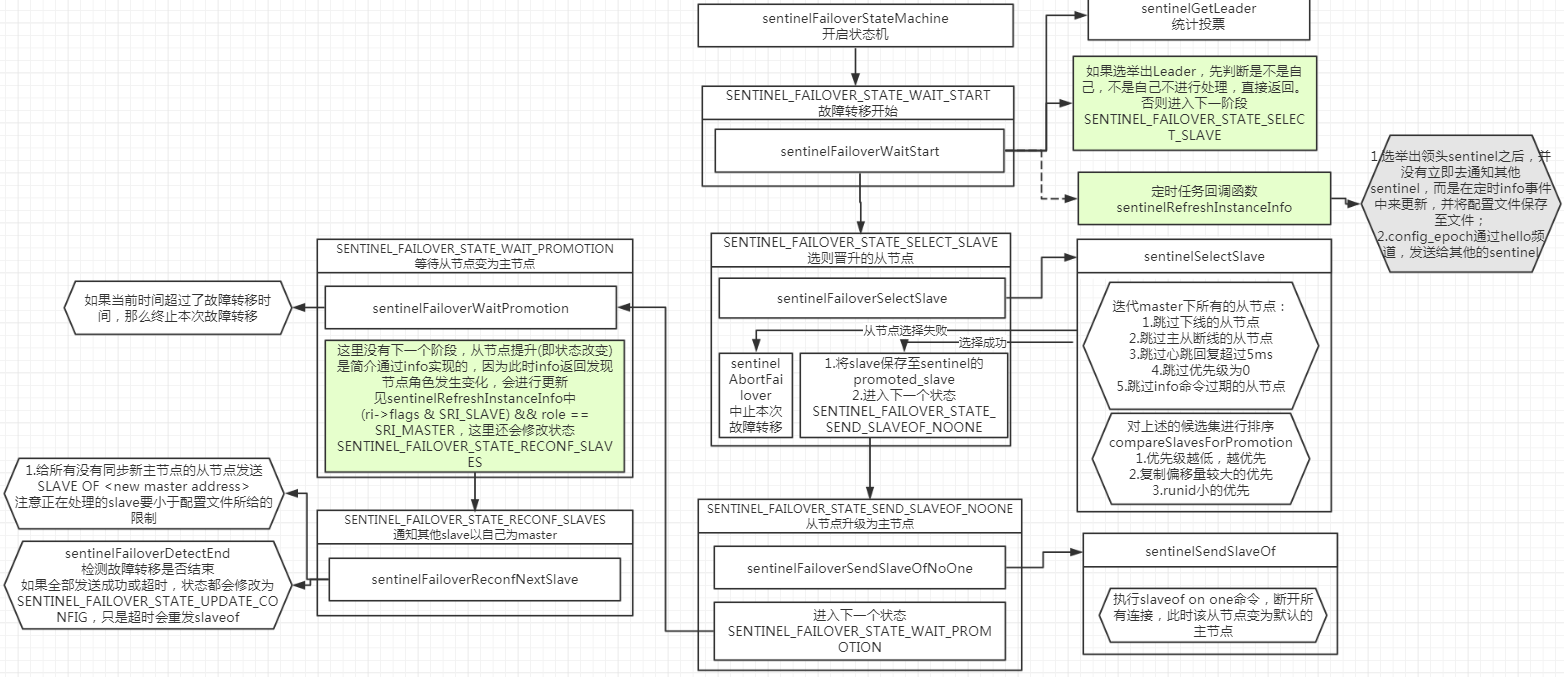 sentinelFailoverStateMachine
开启状态机
sentinelGetLeader
统计投票
如果选举出Leader，先判断是不是自
己，不是自己不进行处理，直接返回。
否则进入下一阶段
SENTINEL_FAILOVER_STATE_SELEC
T_SLAVE
SENTINEL_FAILOVER_STATE_WAIT_START
故障转移开始
sentinelFailoverWaitStart
定时任务回调函数
sentinelRefreshInstanceInfo
1.选举出领头sentinel之后，并
没有立即去通知其他
sentinel，而是在定时info事件
中来更新，并将配置文件保存
至文件；
2.config_epoch通过hello频
道，发送给其他的sentinel
SENTINEL_FAILOVER_STATE_SELECT_SLAVE
选则晋升的从节点
sentinelFailoverSelectSlave
从节点选择失败
选择成功
sentinel
AbortFai
lover
中止本次
故障转移
1.将slave保存至sentinel的
promoted_slave
2.进入下一个状态
SENTINEL_FAILOVER_STATE_
SEND_SLAVEOF_NOONE
sentinelSelectSlave
迭代master下所有的从节点：
1.跳过下线的从节点
2.跳过主从断线的从节点
3.跳过心跳回复超过5ms
4.跳过优先级为0
5.跳过info命令过期的从节点
对上述的候选集进行排序
compareSlavesForPromotion
1.优先级越低，越优先
2.复制偏移量较大的优先
3.runid小的优先
SENTINEL_FAILOVER_STATE_SEND_SLAVEOF_NOONE
从节点升级为主节点
sentinelFailoverSendSlaveOfNoOne
进入下一个状态
SENTINEL_FAILOVER_STATE_WAIT_PROM
OTION
sentinelSendSlaveOf
执行slaveof on one命令，断开所
有连接，此时该从节点变为默认的
主节点
SENTINEL_FAILOVER_STATE_WAIT_PROMOTION
等待从节点变为主节点
sentinelFailoverWaitPromotion
如果当前时间超过了故障转移时
间，那么终止本次故障转移
这里没有下一个阶段，从节点提升(即状态改变)
是简介通过info实现的，因为此时info返回发现
节点角色发生变化，会进行更新
见sentinelRefreshInstanceInfo中
(ri->flags & SRI_SLAVE) && role ==
SRI_MASTER，这里还会修改状态
SENTINEL_FAILOVER_STATE_RECONF_SLAV
ES
SENTINEL_FAILOVER_STATE_RECONF_SLAVES
通知其他slave以自己为master
sentinelFailoverReconfNextSlave
1.给所有没有同步新主节点的从节点发送
SLAVE OF <new master address>
注意正在处理的slave要小于配置文件所给的
限制
sentinelFailoverDetectEnd
检测故障转移是否结束
如果全部发送成功或超时，状态都会修改为
SENTINEL_FAILOVER_STATE_UPDATE_CO
NFIG，只是超时会重发slaveof